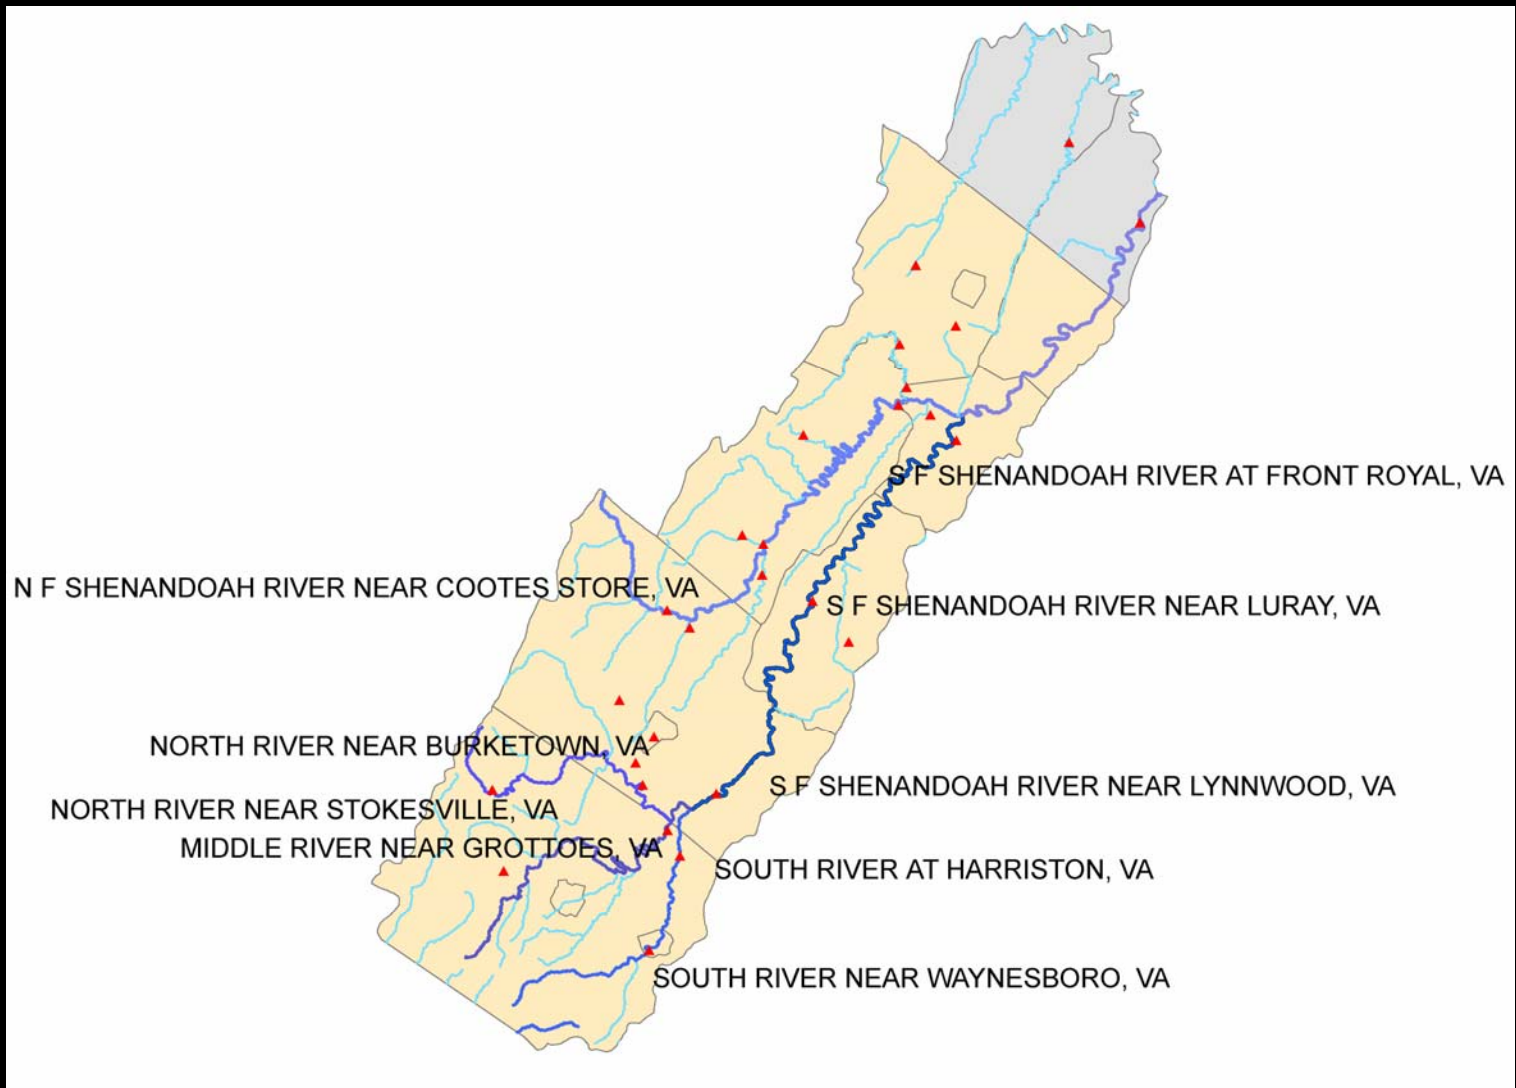 S F SHENANDOAH RIVER AT FRONT ROYAL, VA
N F SHENANDOAH RIVER NEAR COOTES STORE, VA
S F SHENANDOAH RIVER NEAR LURAY, VA
NORTH RIVER NEAR BURKETOWN, VA
S F SHENANDOAH RIVER NEAR LYNNWOOD, VA
NORTH RIVER NEAR STOKESVILLE, VA
MIDDLE RIVER NEAR GROTTOES, VA
SOUTH RIVER AT HARRISTON, VA
SOUTH RIVER NEAR WAYNESBORO, VA